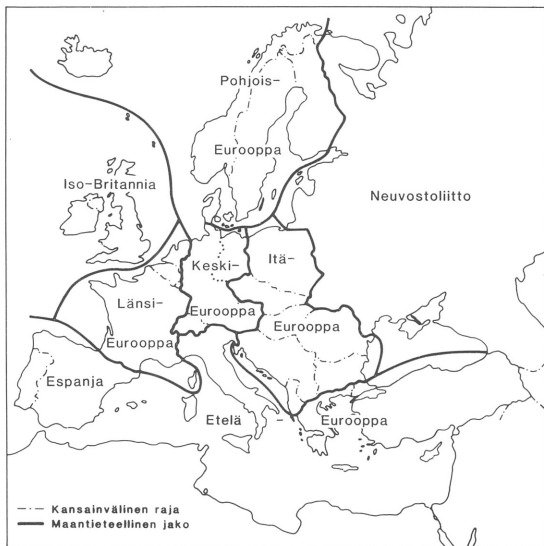 Pohjois-
Eurooppa
Iso-Britannia
Neuvostoliitto
Keski-
Itä-
Länsi-
Eurooppa
Eurooppa
Eurooppa
Espanja
Etelä -
Eurooppa
Kansainvälinen raja
Maantieteellinen jako